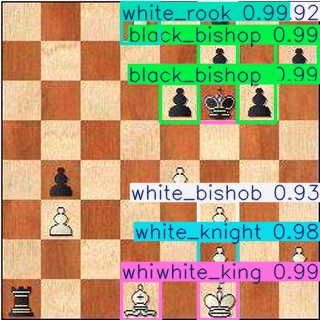 white_rook 0.99 92
black_bishop 0.99
black_bishop 0.99
white_bishob 0.93
white_knight 0.98
whiwhite_king 0.99